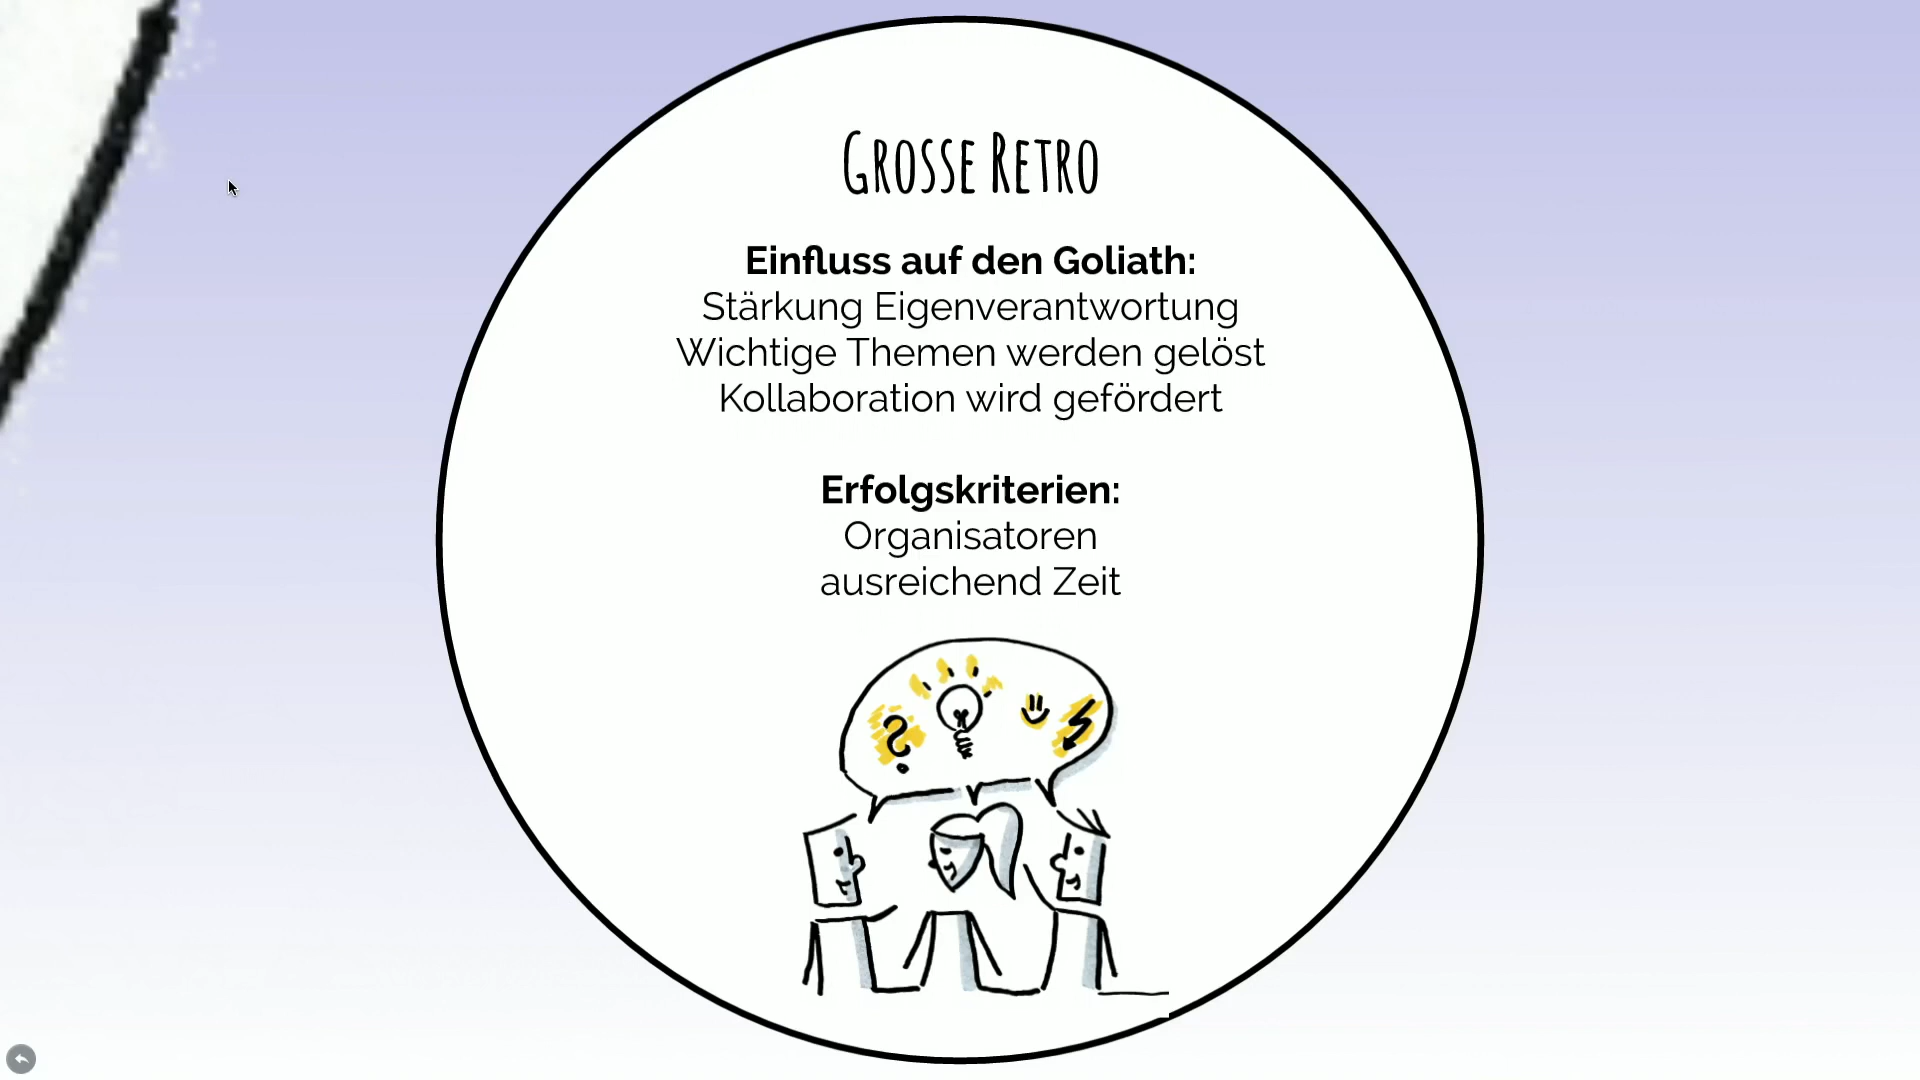 GROSSE RETRO
Einfluss auf den Goliath:
Stärkung Eigenverantwortung
Wichtige Themen werden gelöst
Kollaboration wird gefördert
Erfolgskriterien:
Organisatoren
ausreichend Zeit
?